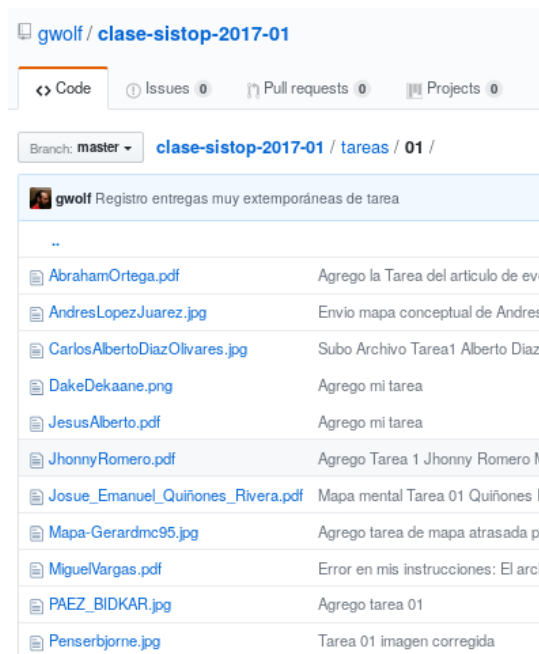 gwolf / clase-sistop-2017-01
Code Issues 0 Pull requests 0 Projects 0
Branch: master clase-sistop-2017-01 / tareas / 01 /
gwolf Registro entregas muy extemporáneas de tarea
..
AbrahamOrtega.pdf Agrego la Tarea del articulo de ev
AndresLopezJuarez.jpg Envio mapa conceptual de Andres
CarlosAlbertoDiazOlivares.jpg Subo Archivo Tarea1 Alberto Diaz
DakeDekaane.png Agrego mi tarea
JesusAlberto.pdf Agrego mi tarea
JhonnyRomero.pdf Agrego Tarea 1 Jhonny Romero M
Josue_Emanuel_Quiñones_Rivera.pdf Mapa mental Tarea 01 Quiñones
Mapa-Gerardmc95.jpg Agrego tarea de mapa atrasada p
MiguelVargas.pdf Error en mis instrucciones: El arc
PAEZ_BIDKAR.jpg Agrego tarea 01
Penserbjorne.jpg Tarea 01 imagen corregida